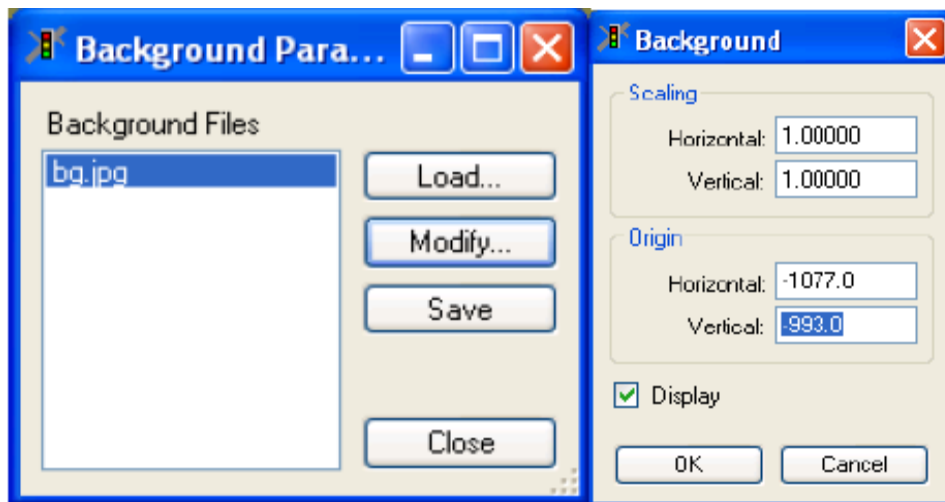 Background Para...
Background Files
bg.jpg
Load...
Modify...
Save
Close
Background
Scaling
Horizontal: 1.00000
Vertical: 1.00000
Origin
Horizontal: -1077.0
Vertical: -993.0
Display
OK Cancel